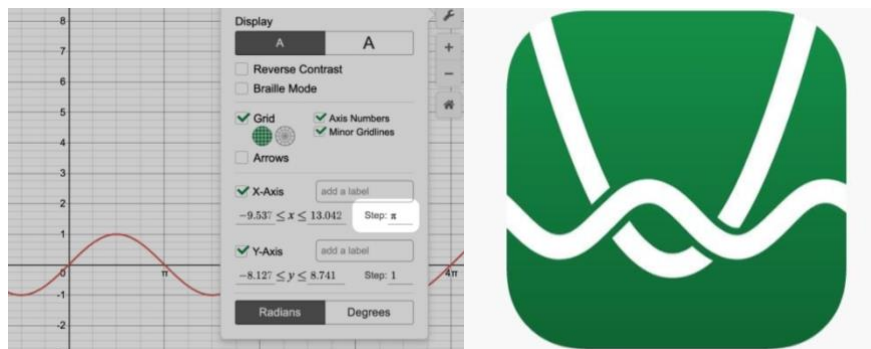 8
7
6
5
4
3
2
1
0
-1
-2
π
4π
Display
A A
Reverse Contrast
Braille Mode
Grid
Axis Numbers
Minor Gridlines
Arrows
X-Axis add a label
-9.537 ≤ x ≤ 13.042 Step: π
Y-Axis add a label
-8.127 ≤ y ≤ 8.741 Step: 1
Radians Degrees
+
−